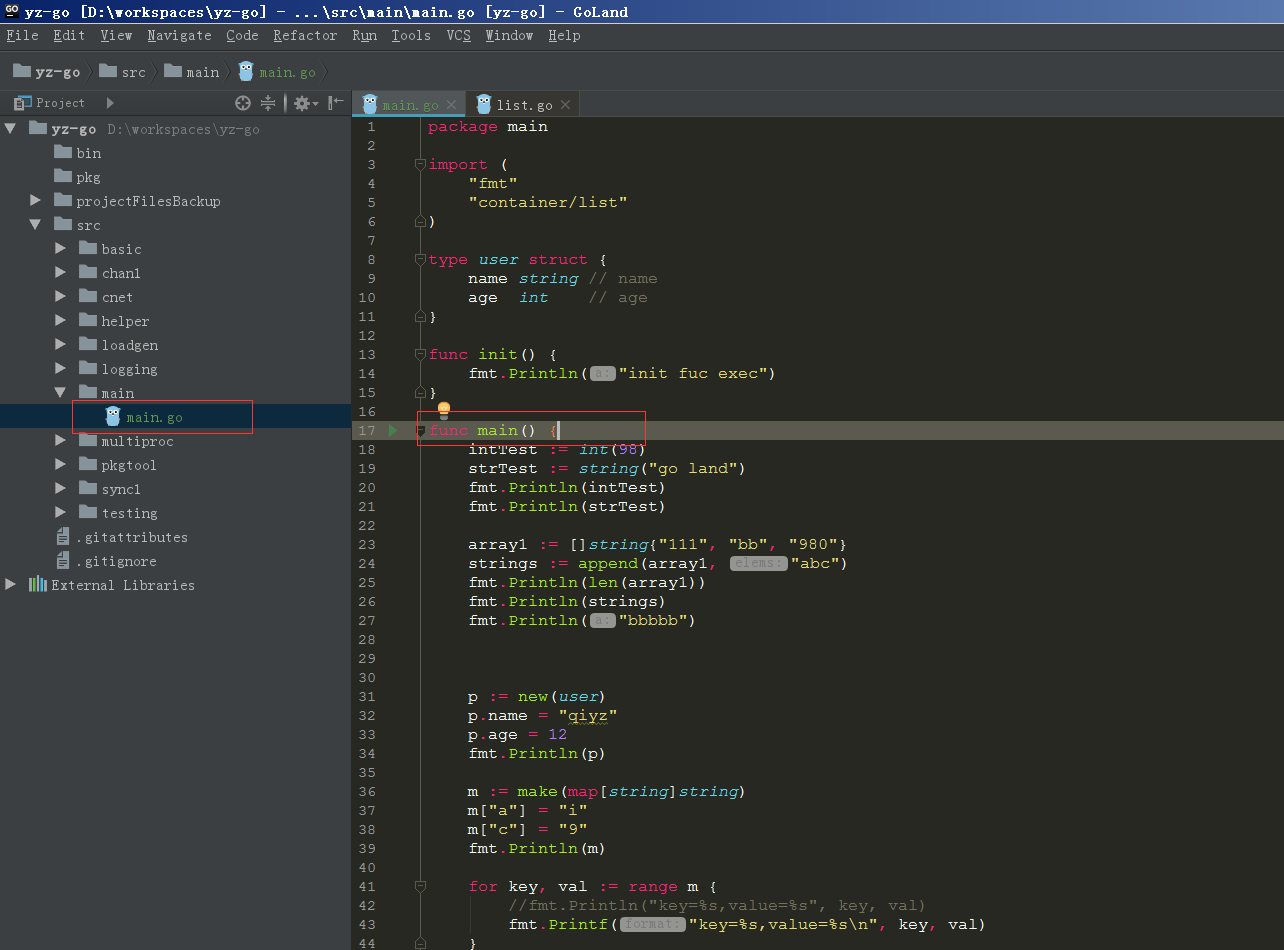 GO yz-go [D:\workspaces\yz-go] - ...\src\main\main.go [yz-go] - GoLand
File Edit View Navigate Code Refactor Run Tools VCS Window Help
yz-go src main main.go
Project
yz-go D:\workspaces\yz-go
bin
pkg
projectFilesBackup
src
basic
chan1
cnet
helper
loadgen
logging
main
main.go
multiproc
pkgtool
sync1
testing
.gitattributes
.gitignore
External Libraries
main.go list.go
1 package main
2
3 import (
4 "fmt"
5 "container/list"
6 )
7
8 type user struct {
9 name string // name
10 age int // age
11 }
12
13 func init() {
14 fmt.Println( a: "init fuc exec")
15 }
16
17 func main() {
18 intTest := int(98)
19 strTest := string("go land")
20 fmt.Println(intTest)
21 fmt.Println(strTest)
22
23 array1 := []string{"111", "bb", "980"}
24 strings := append(array1, elems: "abc")
25 fmt.Println(len(array1))
26 fmt.Println(strings)
27 fmt.Println( a: "bbbbb")
28
29
30
31 p := new(user)
32 p.name = "qiyz"
33 p.age = 12
34 fmt.Println(p)
35
36 m := make(map[string]string)
37 m["a"] = "i"
38 m["c"] = "9"
39 fmt.Println(m)
40
41 for key, val := range m {
42 //fmt.Println("key=%s,value=%s", key, val)
43 fmt.Printf( format: "key=%s,value=%s\n", key, val)
44 }